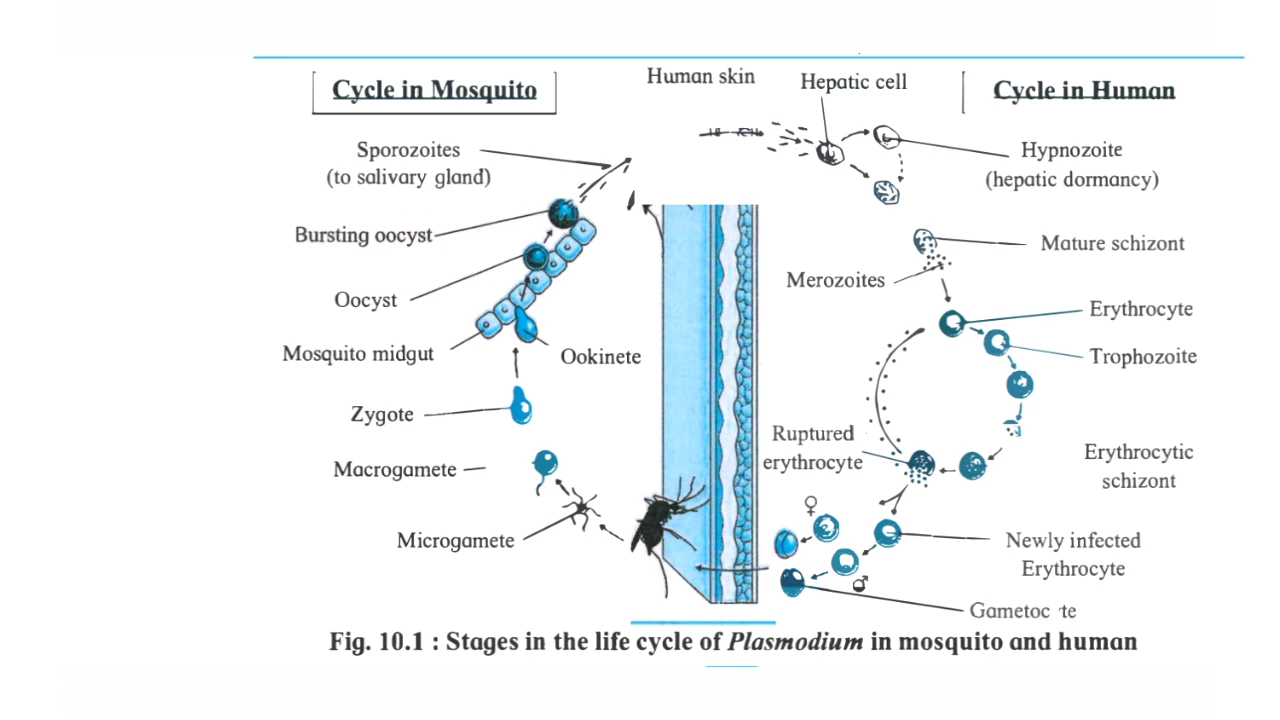 Cycle in Mosquito
Human skin
Hepatic cell
Cycle in Human
Sporozoites
(to salivary gland)
Hypnozoite
(hepatic dormancy)
Bursting oocyst
Mature schizont
Merozoites
Oocyst
Erythrocyte
Mosquito midgut
Ookinete
Trophozoite
Zygote
Ruptured
erythrocyte
Macrogamete
Erythrocytic
schizont
Microgamete
♀
Newly infected
Erythrocyte
♂
Gametoc te
Fig. 10.1 : Stages in the life cycle of Plasmodium in mosquito and human